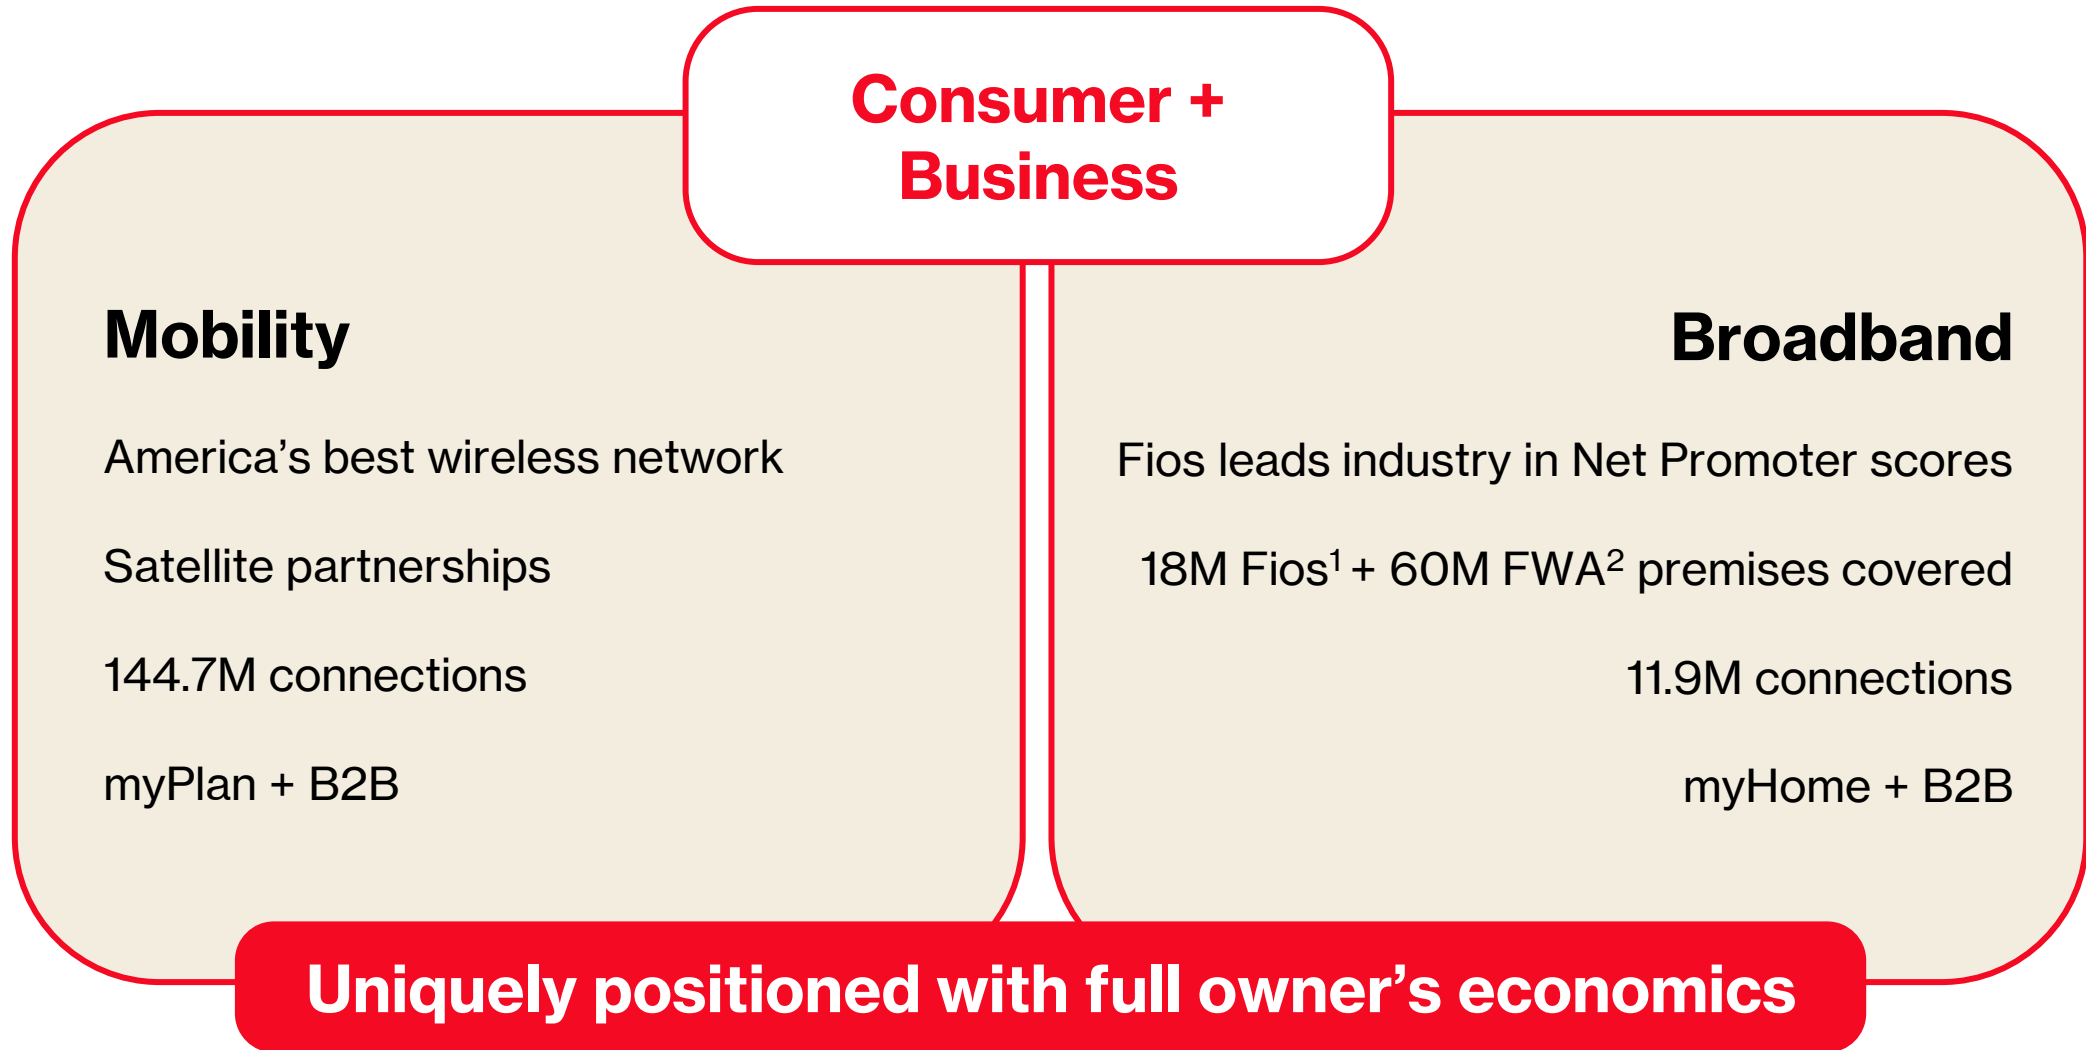 Consumer +
Business
Mobility
America’s best wireless network
Satellite partnerships
144.7M connections
myPlan + B2B
Broadband
Fios leads industry in Net Promoter scores
18M Fios¹ + 60M FWA² premises covered
11.9M connections
myHome + B2B
Uniquely positioned with full owner’s economics